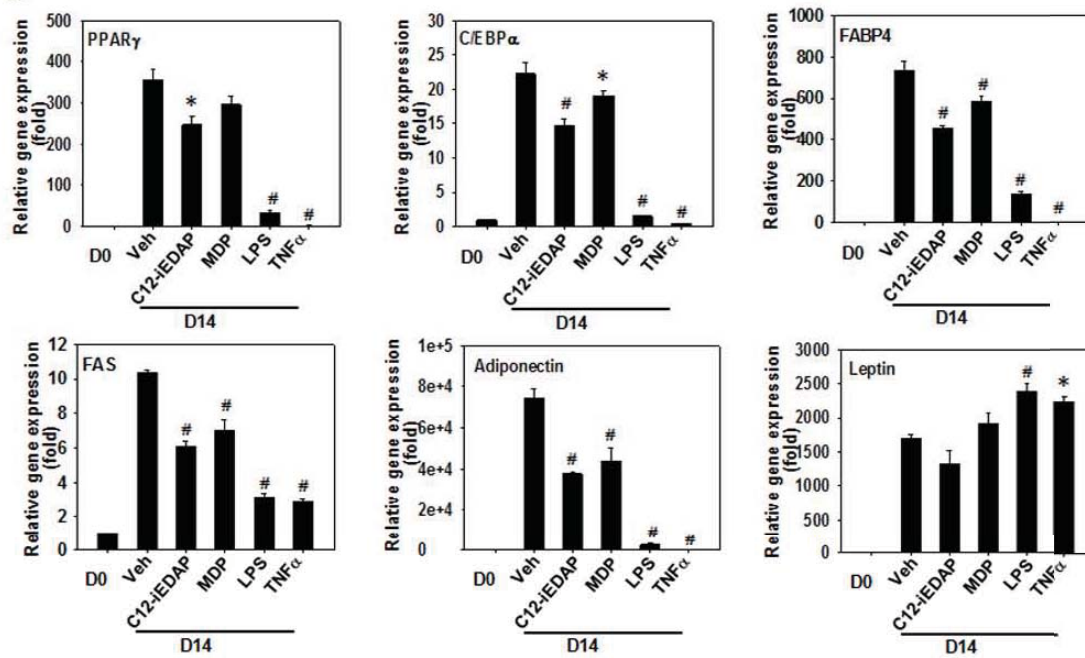 PPARγ
Relative gene expression
(fold)
500
400
300
200
100
0
*
#
#
D0
Veh
C12-iEDAP
MDP
LPS
TNFα
D14
C/EBPα
Relative gene expression
(fold)
30
25
20
15
10
5
0
#
*
#
#
D0
Veh
C12-iEDAP
MDP
LPS
TNFα
D14
FABP4
Relative gene expression
(fold)
1000
800
600
400
200
0
#
#
#
#
D0
Veh
C12-iEDAP
MDP
LPS
TNFα
D14
FAS
Relative gene expression
(fold)
12
10
8
6
4
2
0
#
#
#
#
D0
Veh
C12-iEDAP
MDP
LPS
TNFα
D14
Adiponectin
Relative gene expression
(fold)
1e+5
8e+4
6e+4
4e+4
2e+4
0
#
#
#
#
D0
Veh
C12-iEDAP
MDP
LPS
TNFα
D14
Leptin
Relative gene expression
(fold)
3000
2500
2000
1500
1000
500
0
#
*
D0
Veh
C12-iEDAP
MDP
LPS
TNFα
D14